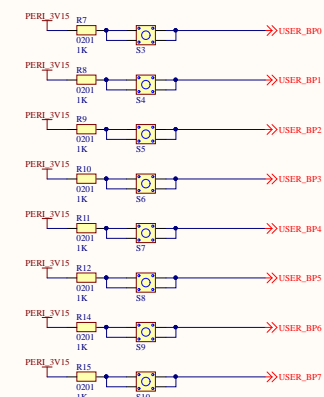 PERI_3V15 R7 USER_BP0
0201
1K S3
PERI_3V15 R8 USER_BP1
0201
1K S4
PERI_3V15 R9 USER_BP2
0201
1K S5
PERI_3V15 R10 USER_BP3
0201
1K S6
PERI_3V15 R11 USER_BP4
0201
1K S7
PERI_3V15 R12 USER_BP5
0201
1K S8
PERI_3V15 R14 USER_BP6
0201
1K S9
PERI_3V15 R15 USER_BP7
0201
1K S10